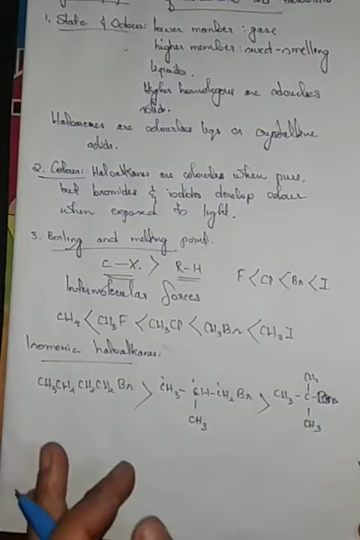 1. State & Odour: Lower member : gase
higher member : sweet-smelling
liquids.
Higher homologous are odourless
solids.
Haloarenes are odourless liqs or crystalline
solids.
2. Colour: Haloalkanes are colourless when pure,
but bromides & iodides develop colour
when exposed to light.
3. Boiling and melting point.
C—X. > R—H
F < Cl < Br < I
Intermolecular forces
CH4 < CH3F < CH3Cl < CH3Br < CH3I
Isomeric haloalkanes.
CH3
CH3CH2CH2CH2Br > CH3-CH-CH2Br > CH3-C-Br
CH3 CH3